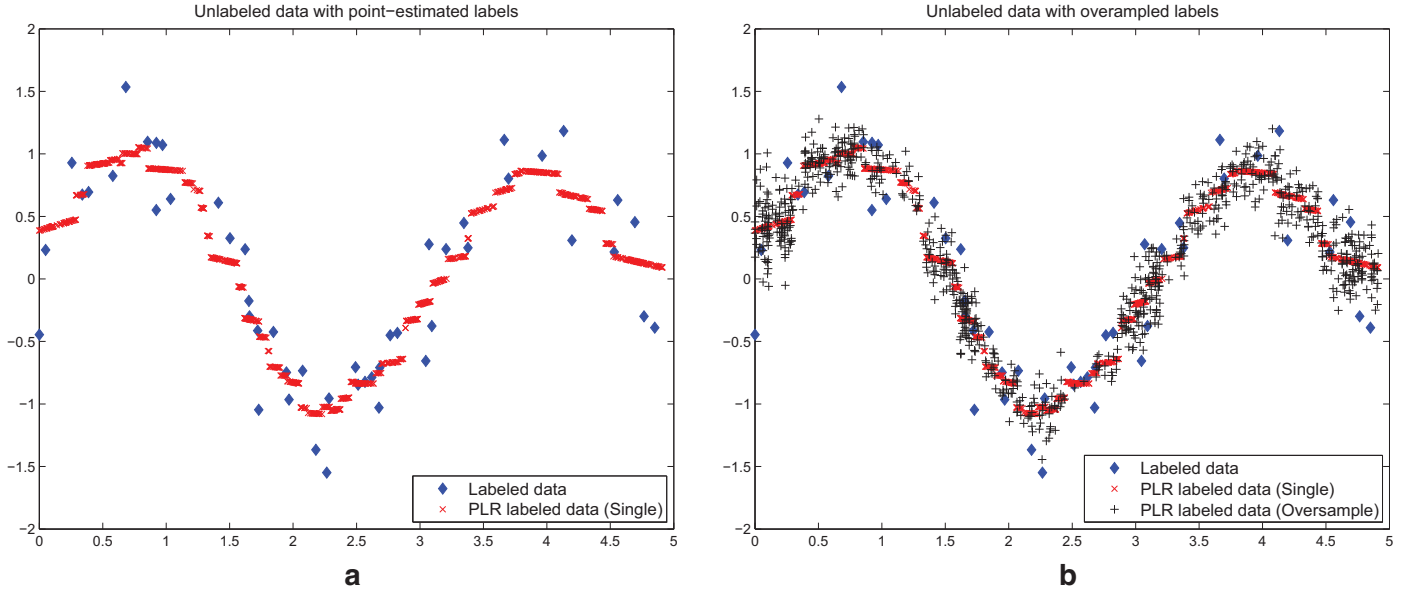 Unlabeled data with point-estimated labels
2
1.5
1
0.5
0
−0.5
−1
−1.5
−2
0 0.5 1 1.5 2 2.5 3 3.5 4 4.5 5
Labeled data
PLR labeled data (Single)
a
Unlabeled data with overampled labels
2
1.5
1
0.5
0
−0.5
−1
−1.5
−2
0 0.5 1 1.5 2 2.5 3 3.5 4 4.5 5
Labeled data
PLR labeled data (Single)
PLR labeled data (Oversample)
b